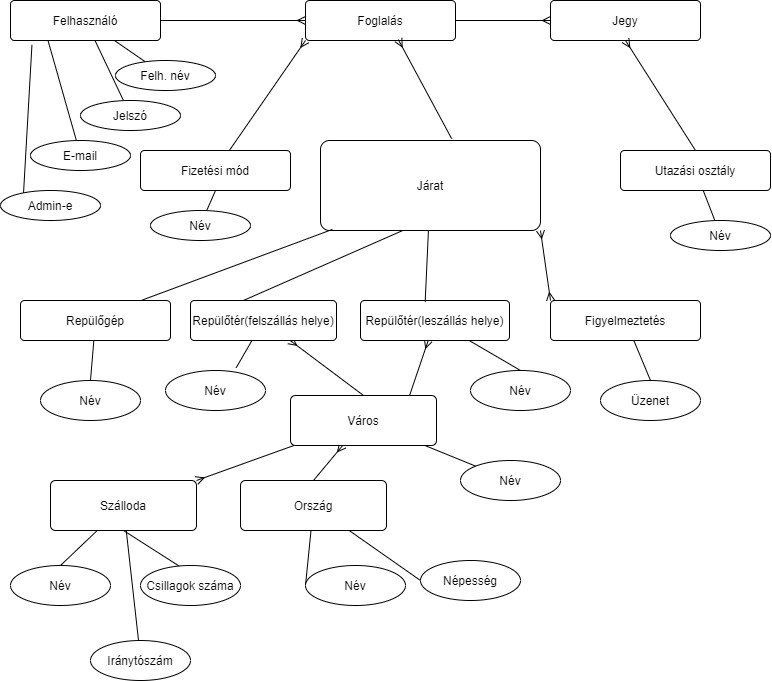 Felhasználó
Foglalás
Jegy
Felh. név
Jelszó
E-mail
Admin-e
Fizetési mód
Járat
Utazási osztály
Név
Név
Repülőgép
Repülőtér(felszállás helye)
Repülőtér(leszállás helye)
Figyelmeztetés
Név
Név
Név
Üzenet
Város
Név
Szálloda
Ország
Név
Csillagok száma
Név
Népesség
Iránytószám